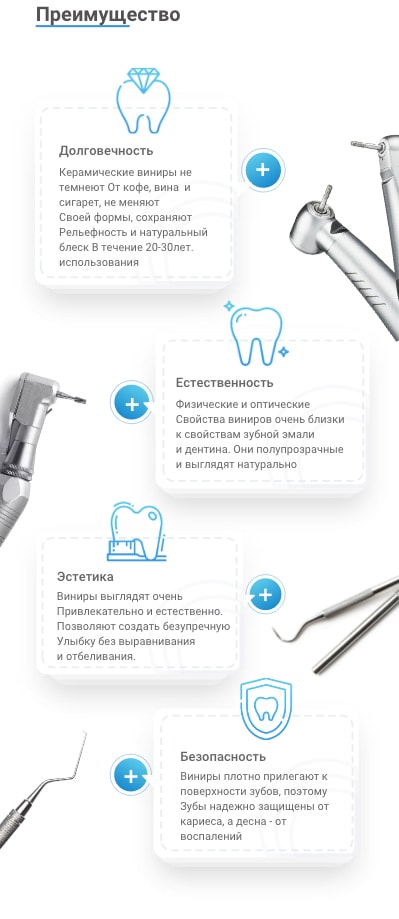 Преимущество
Долговечность
Керамические виниры не
темнеют От кофе, вина и
сигарет, не меняют
Своей формы, сохраняют
Рельефность и натуральный
блеск В течение 20-30лет.
использования
Естественность
Физические и оптические
Свойства виниров очень близки
к свойствам зубной эмали
и дентина. Они полупрозрачные
и выглядят натурально
Эстетика
Виниры выглядят очень
Привлекательно и естественно.
Позволяют создать безупречную
Улыбку без выравнивания
и отбеливания.
Безопасность
Виниры плотно прилегают к
поверхности зубов, поэтому
Зубы надежно защищены от
кариеса, а десна - от
воспалений